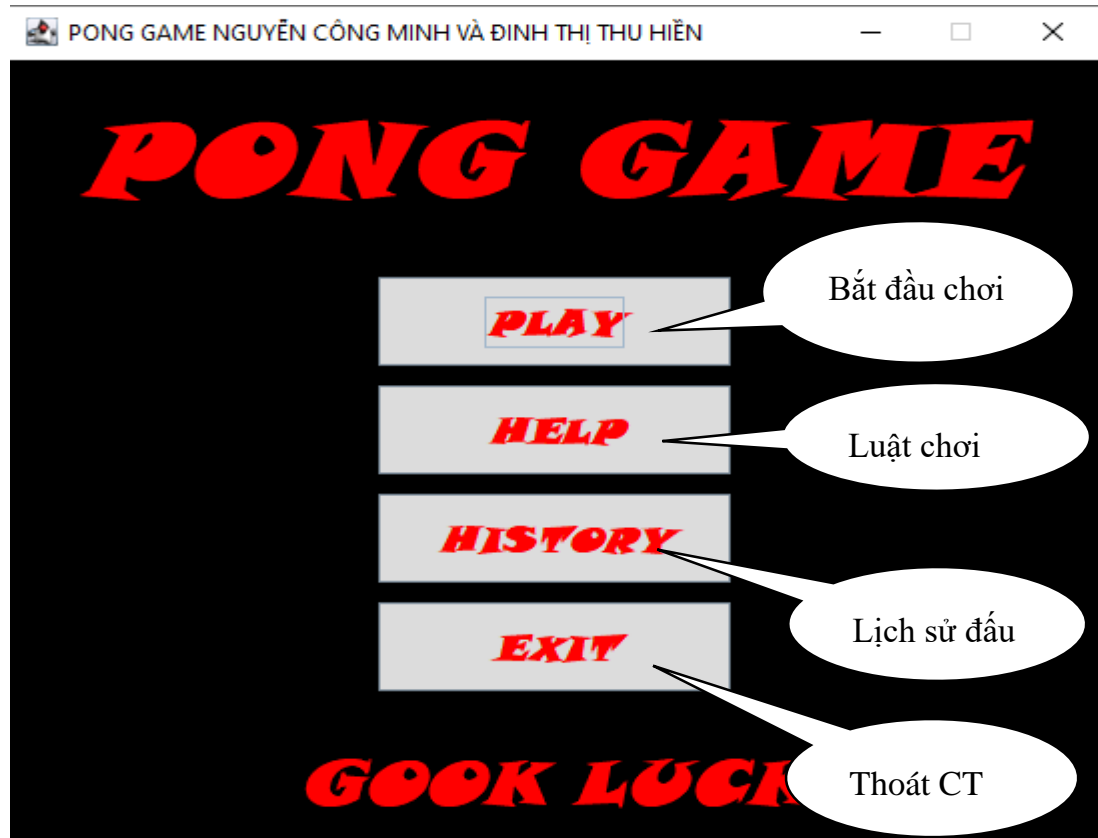 PONG GAME NGUYỄN CÔNG MINH VÀ ĐINH THỊ THU HIỀN
PONG GAME
Bắt đầu chơi
PLAY
HELP
Luật chơi
HISTORY
Lịch sử đấu
EXIT
GOOK LUCK
Thoát CT